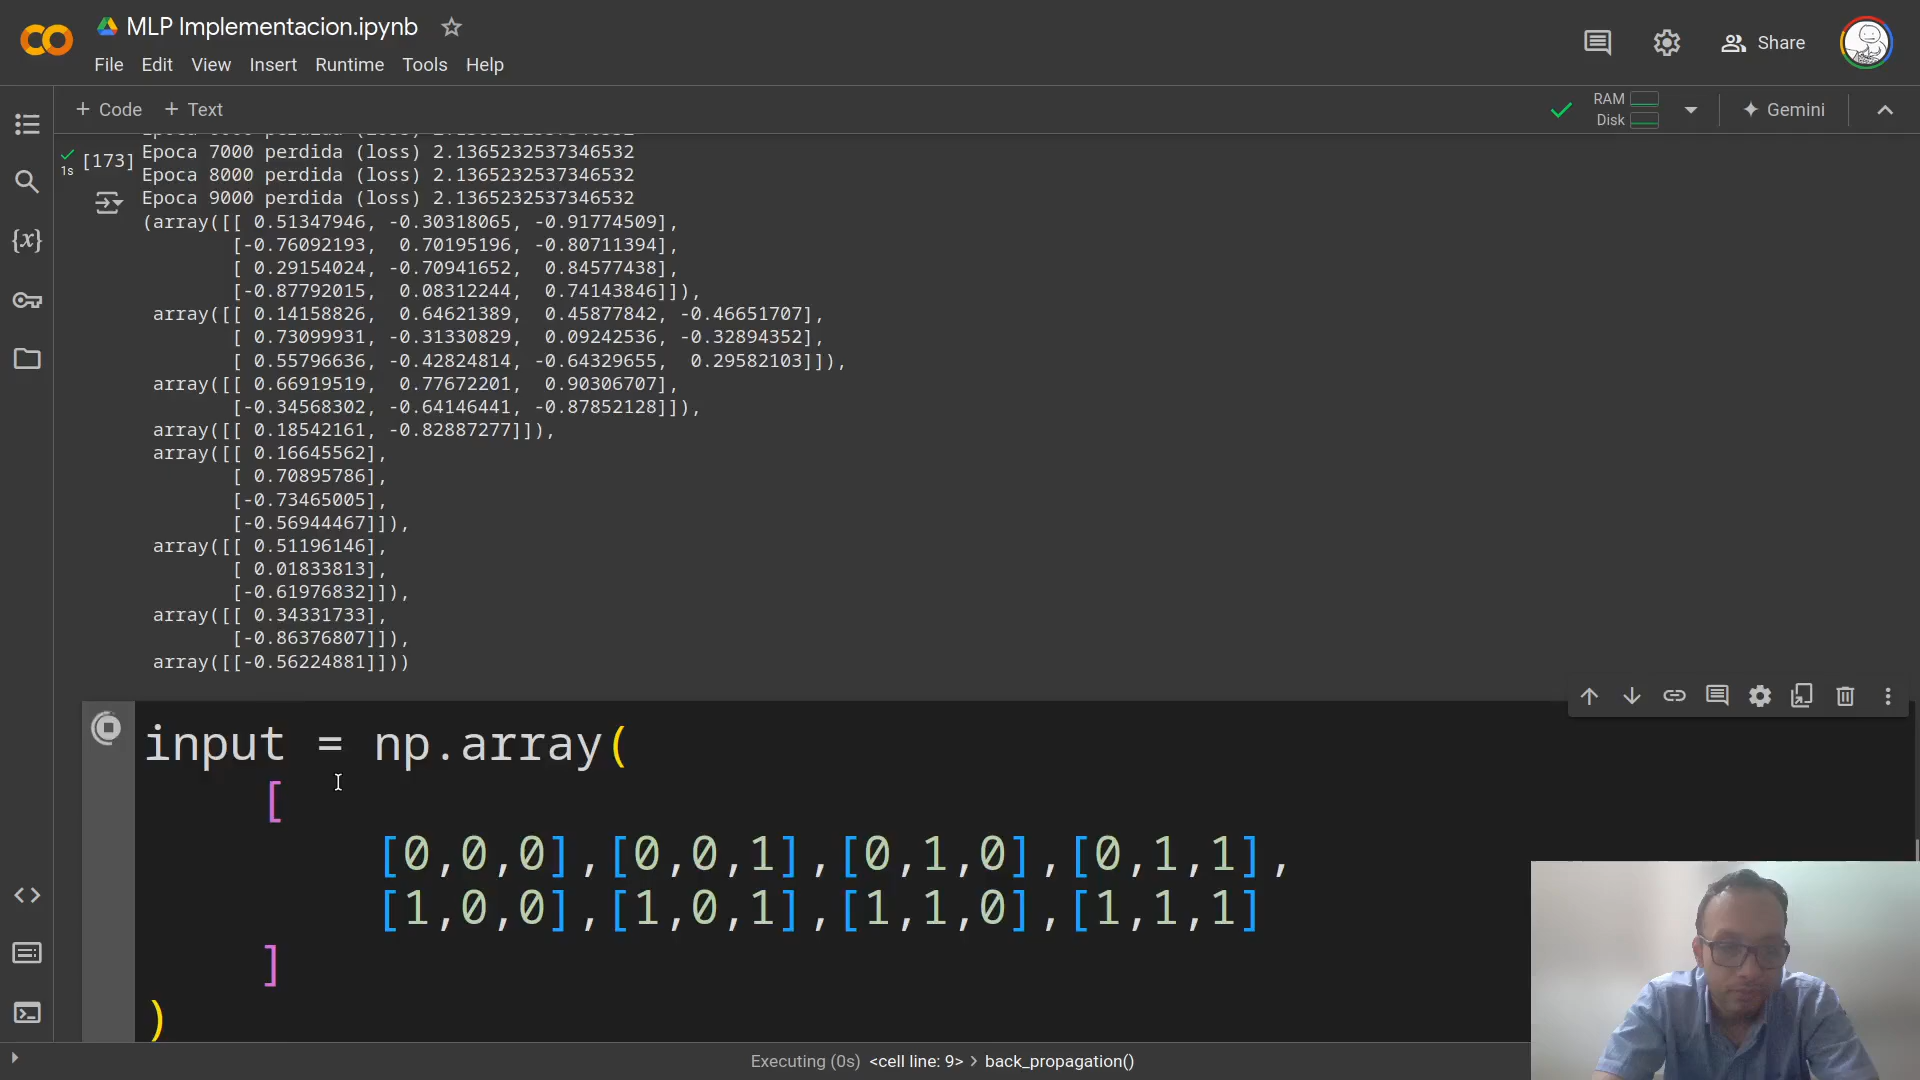 MLP Implementacion.ipynb
File Edit View Insert Runtime Tools Help
Share
+ Code + Text
RAM
Disk
Gemini
[173]
1s
Epoca 7000 perdida (loss) 2.1365232537346532
Epoca 8000 perdida (loss) 2.1365232537346532
Epoca 9000 perdida (loss) 2.1365232537346532
(array([[ 0.51347946, -0.30318065, -0.91774509],
[-0.76092193, 0.70195196, -0.80711394],
[ 0.29154024, -0.70941652, 0.84577438],
[-0.87792015, 0.08312244, 0.74143846]]),
array([[ 0.14158826, 0.64621389, 0.45877842, -0.46651707],
[ 0.73099931, -0.31330829, 0.09242536, -0.32894352],
[ 0.55796636, -0.42824814, -0.64329655, 0.29582103]]),
array([[ 0.66919519, 0.77672201, 0.90306707],
[-0.34568302, -0.64146441, -0.87852128]]),
array([[ 0.18542161, -0.82887277]]),
array([[ 0.16645562],
[ 0.70895786],
[-0.73465005],
[-0.56944467]]),
array([[ 0.51196146],
[ 0.01833813],
[-0.61976832]]),
array([[ 0.34331733],
[-0.86376807]]),
array([[-0.56224881]]))
input = np.array(
[
[0,0,0],[0,0,1],[0,1,0],[0,1,1],
[1,0,0],[1,0,1],[1,1,0],[1,1,1]
]
)
{x}
Executing (0s) <cell line: 9> > back_propagation()